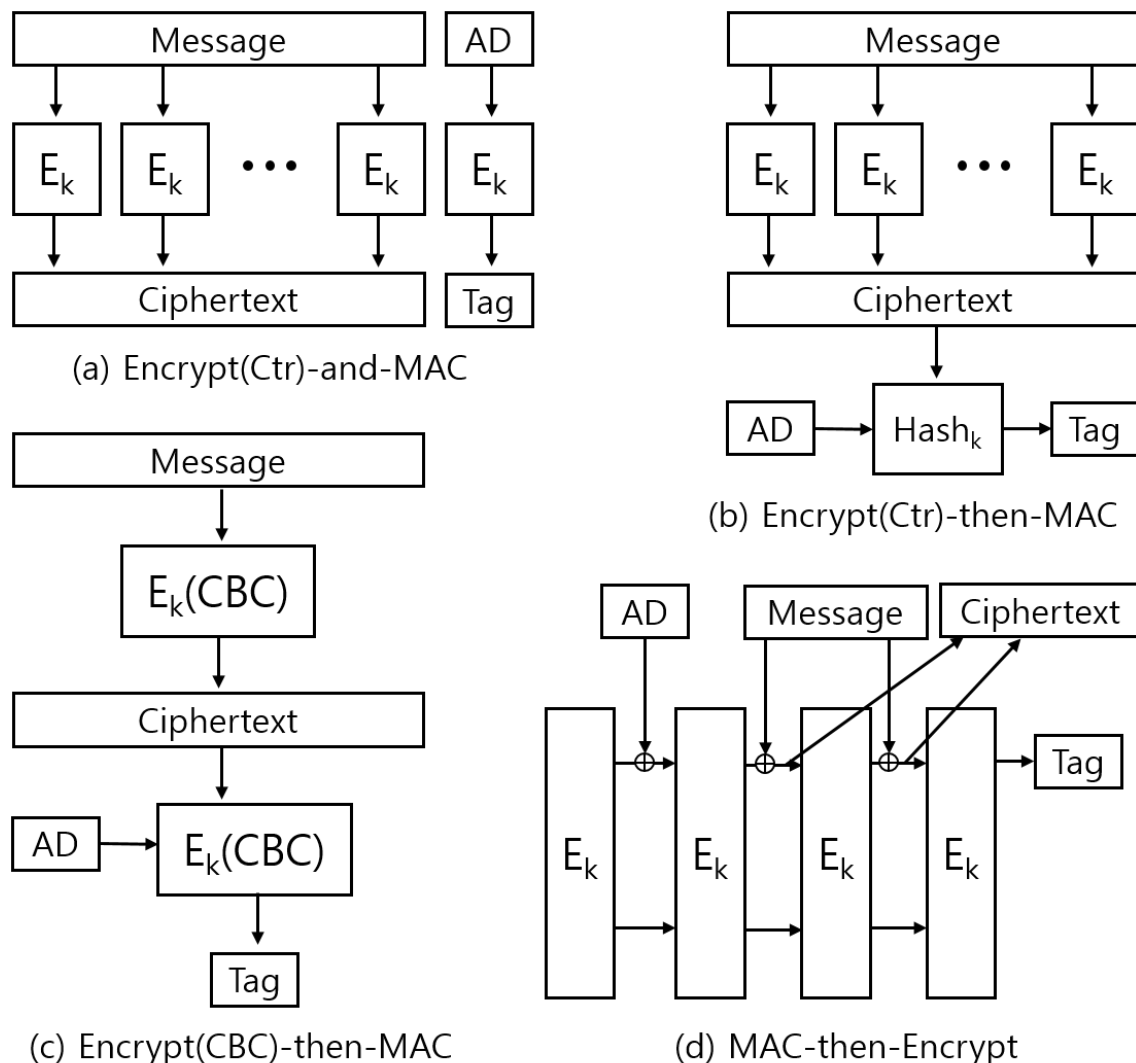 Message
AD
E_k
E_k
•••
E_k
E_k
Ciphertext
Tag
(a) Encrypt(Ctr)-and-MAC
Message
E_k
E_k
•••
E_k
Ciphertext
AD
Hash_k
Tag
(b) Encrypt(Ctr)-then-MAC
Message
E_k(CBC)
Ciphertext
AD
E_k(CBC)
Tag
(c) Encrypt(CBC)-then-MAC
AD
Message
Ciphertext
E_k
E_k
E_k
E_k
Tag
(d) MAC-then-Encrypt